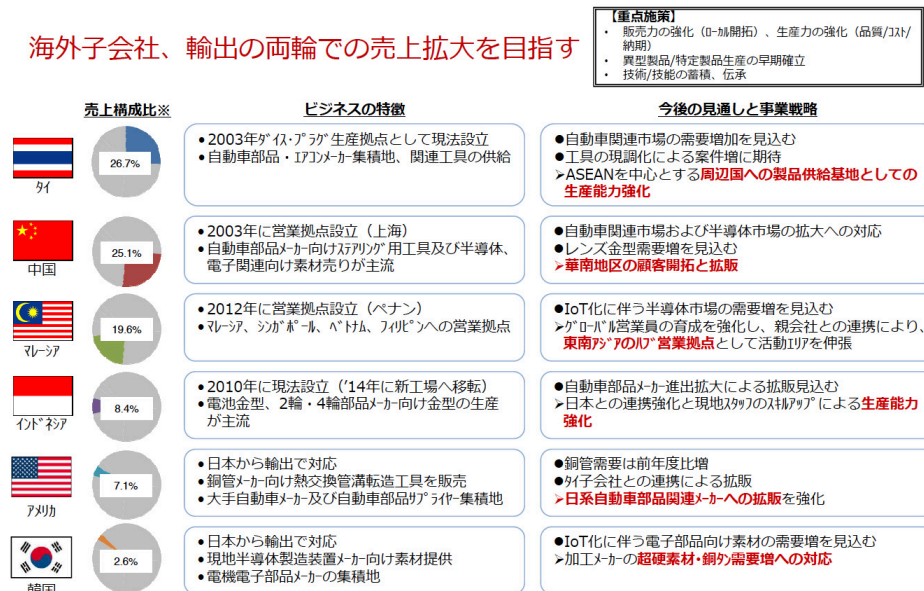 海外子会社、輸出の両輪での売上拡大を目指す
【重点施策】
・ 販売力の強化（ﾛｰｶﾙ開拓）、生産力の強化（品質/ｺｽﾄ/
納期）
・ 異型製品/特定製品生産の早期確立
・ 技術/技能の蓄積、伝承
売上構成比※
ビジネスの特徴
今後の見通しと事業戦略
ﾀｲ
26.7%
●2003年ﾀﾞｲｽ・ﾌﾟﾗｸﾞ生産拠点として現法設立
●自動車部品・ｴｱｺﾝﾒｰｶｰ集積地、関連工具の供給
●自動車関連市場の需要増加を見込む
●工具の現調化による案件増に期待
➢ASEANを中心とする周辺国への製品供給基地としての
生産能力強化
中国
25.1%
●2003年に営業拠点設立（上海）
●自動車部品ﾒｰｶｰ向けｽﾃｱﾘﾝｸﾞ用工具及び半導体、
電子関連向け素材売りが主流
●自動車関連市場および半導体市場の拡大への対応
●レンズ金型需要増を見込む
➢華南地区の顧客開拓と拡販
ﾏﾚｰｼｱ
19.6%
●2012年に営業拠点設立（ペナン）
●ﾏﾚｰｼｱ、ｼﾝｶﾞﾎﾟｰﾙ、ﾍﾞﾄﾅﾑ、ﾌｨﾘﾋﾟﾝへの営業拠点
●IoT化に伴う半導体市場の需要増を見込む
➢ｸﾞﾛｰﾊﾞﾙ営業員の育成を強化し、親会社との連携により、
東南ｱｼﾞｱのﾊﾌﾞ営業拠点として活動ｴﾘｱを伸張
ｲﾝﾄﾞﾈｼｱ
8.4%
●2010年に現法設立（’14年に新工場へ移転）
●電池金型、2輪・4輪部品ﾒｰｶｰ向け金型の生産
が主流
●自動車部品ﾒｰｶｰ進出拡大による拡販見込む
➢日本との連携強化と現地ｽﾀｯﾌのｽｷﾙｱｯﾌﾟによる生産能力
強化
ｱﾒﾘｶ
7.1%
●日本から輸出で対応
●銅管ﾒｰｶｰ向け熱交換管溝転造工具を販売
●大手自動車ﾒｰｶｰ及び自動車部品ｻﾌﾟﾗｲﾔｰ集積地
●銅管需要は前年度比増
●ﾀｲ子会社との連携による拡販
➢日系自動車部品関連ﾒｰｶｰへの拡販を強化
韓国
2.6%
●日本から輸出で対応
●現地半導体製造装置ﾒｰｶｰ向け素材提供
●電機電子部品ﾒｰｶｰの集積地
●IoT化に伴う電子部品向け素材の需要増を見込む
➢加工ﾒｰｶｰの超硬素材・銅ﾀﾝ需要増への対応